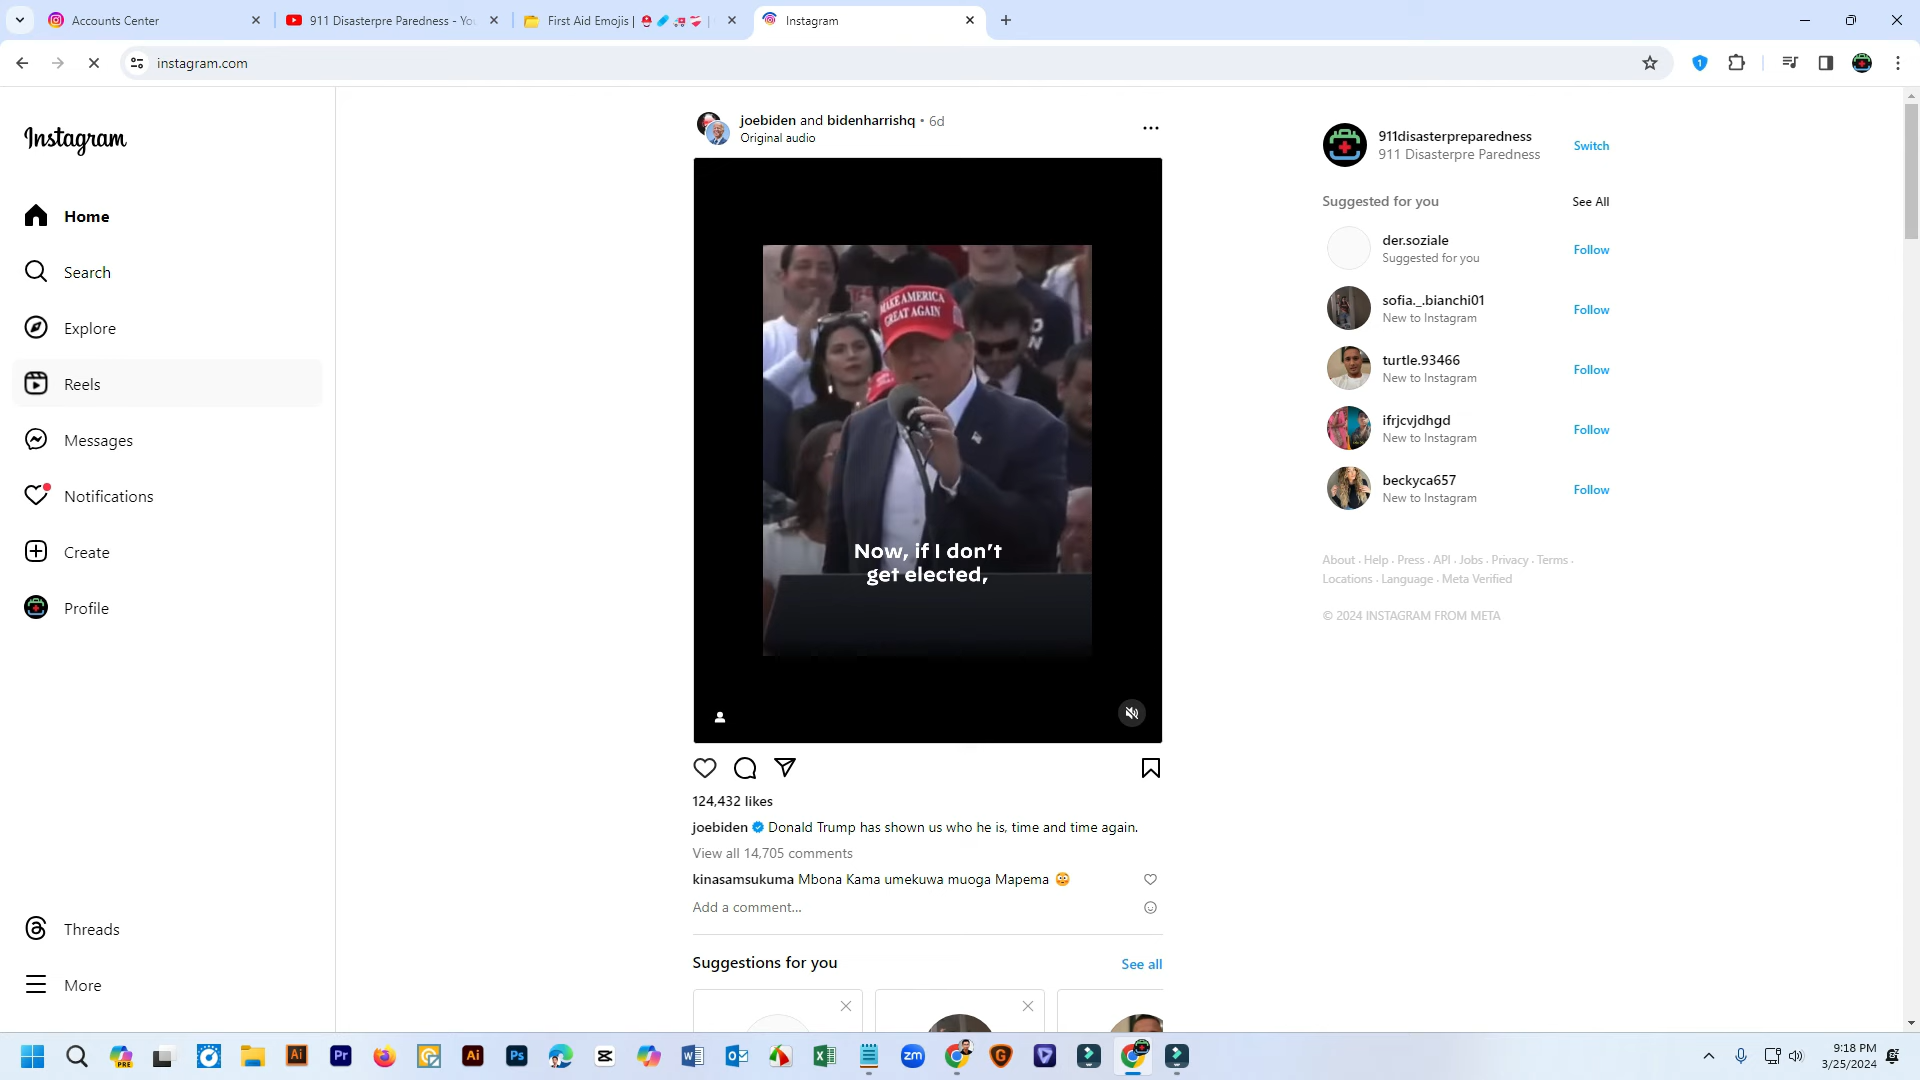 Accounts Center
911 Disasterpre Paredness - Yo
First Aid Emojis |
Instagram
instagram.com
Instagram
Home
Search
Explore
Reels
Messages
Notifications
Create
Profile
Threads
More
joebiden and bidenharrishq • 6d
Original audio
MAKE AMERICA
GREAT AGAIN
Now, if I don't
get elected,
124,432 likes
joebiden Donald Trump has shown us who he is, time and time again.
View all 14,705 comments
kinasamsukuma Mbona Kama umekuwa muoga Mapema 😳
Add a comment...
Suggestions for you
See all
911disasterpreparedness
911 Disasterpre Paredness
Switch
Suggested for you
See All
der.soziale
Suggested for you
Follow
sofia._.bianchi01
New to Instagram
Follow
turtle.93466
New to Instagram
Follow
ifrjcvjdhgd
New to Instagram
Follow
beckyca657
New to Instagram
Follow
About · Help · Press · API · Jobs · Privacy · Terms ·
Locations · Language · Meta Verified
© 2024 INSTAGRAM FROM META
9:18 PM
3/25/2024